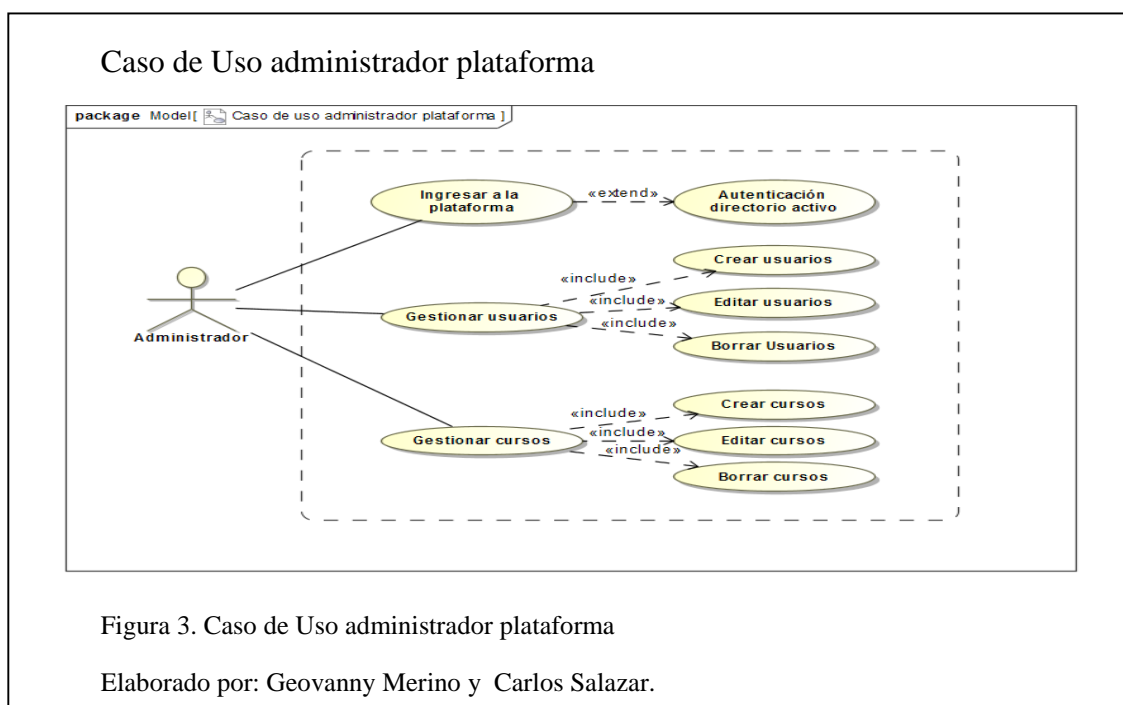 Caso de Uso administrador plataforma
package Model[ Caso de uso administrador plataforma ]
Ingresar a la
plataforma
«extend»
Autenticación
directorio activo
Administrador
Gestionar usuarios
«include»
«include»
«include»
Crear usuarios
Editar usuarios
Borrar Usuarios
Gestionar cursos
«include»
«include»
«include»
Crear cursos
Editar cursos
Borrar cursos
Figura 3. Caso de Uso administrador plataforma
Elaborado por: Geovanny Merino y  Carlos Salazar.